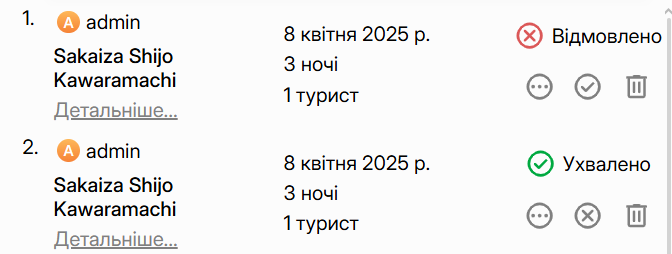 1. A admin
8 квітня 2025 р.
Відмовлено
Sakaiza Shijo
Kawaramachi
3 ночі
1 турист
Детальніше...
2. A admin
8 квітня 2025 р.
Ухвалено
Sakaiza Shijo
Kawaramachi
3 ночі
1 турист
Детальніше...